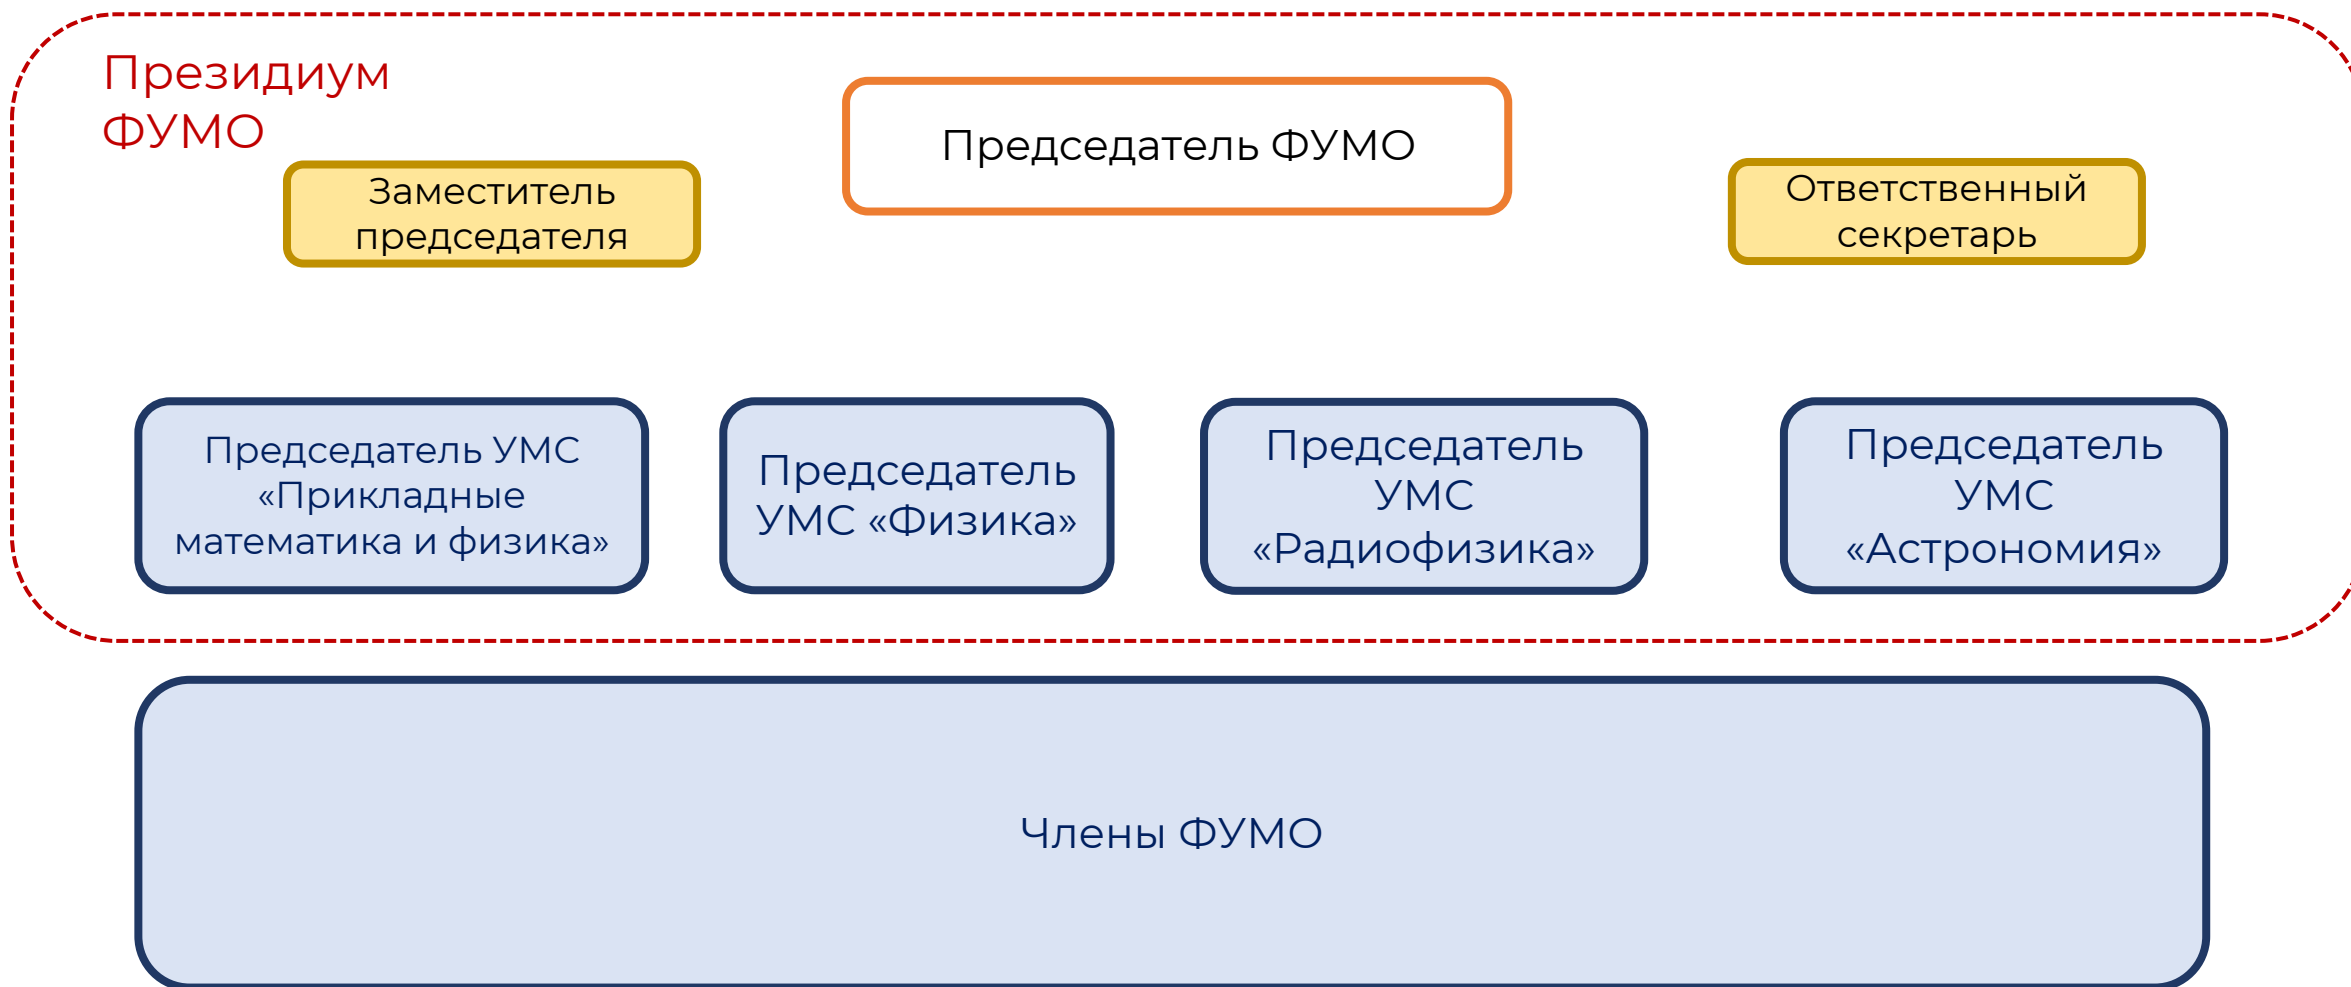 Президиум
ФУМО
Председатель ФУМО
Заместитель
председателя
Ответственный
секретарь
Председатель УМС
«Прикладные
математика и физика»
Председатель
УМС «Физика»
Председатель
УМС
«Радиофизика»
Председатель
УМС
«Астрономия»
Члены ФУМО